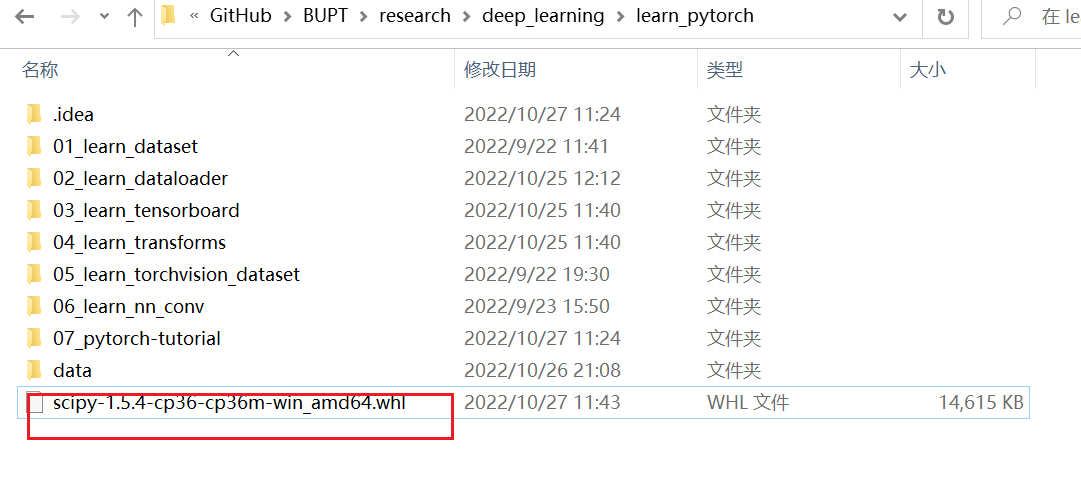 « GitHub > BUPT > research > deep_learning > learn_pytorch 在 le
名称 修改日期 类型 大小
.idea 2022/10/27 11:24 文件夹
01_learn_dataset 2022/9/22 11:41 文件夹
02_learn_dataloader 2022/10/25 12:12 文件夹
03_learn_tensorboard 2022/10/25 11:40 文件夹
04_learn_transforms 2022/10/25 11:40 文件夹
05_learn_torchvision_dataset 2022/9/22 19:30 文件夹
06_learn_nn_conv 2022/9/23 15:50 文件夹
07_pytorch-tutorial 2022/10/27 11:24 文件夹
data 2022/10/26 21:08 文件夹
scipy-1.5.4-cp36-cp36m-win_amd64.whl 2022/10/27 11:43 WHL 文件 14,615 KB